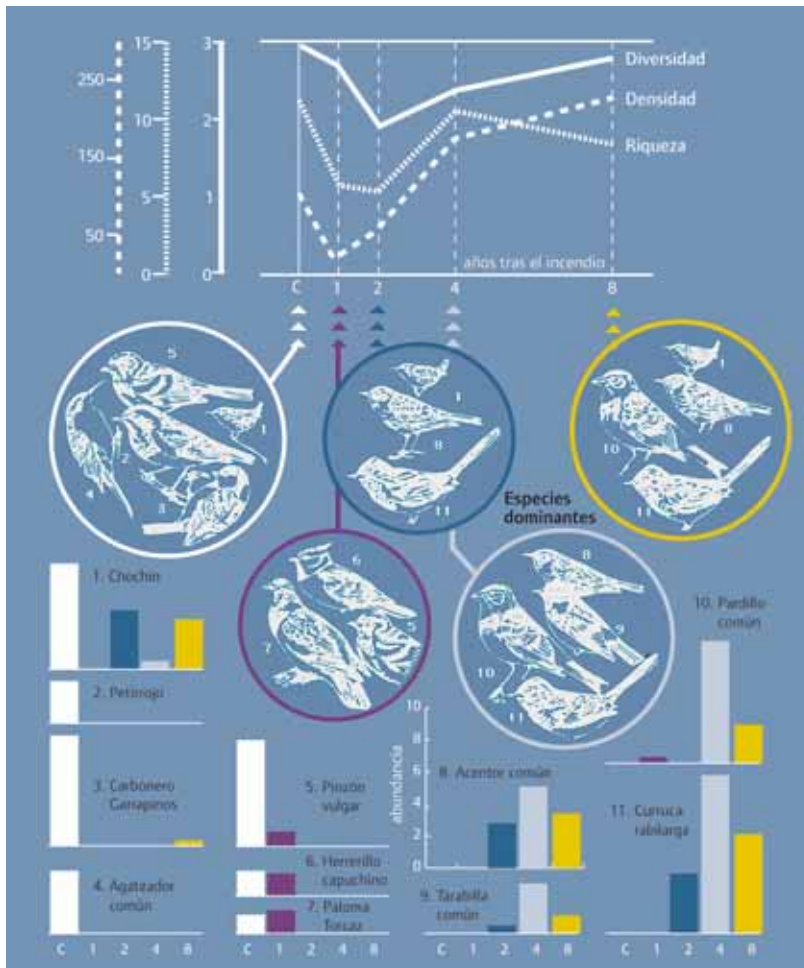 15
3
Diversidad
250
Densidad
10
2
150
Riqueza
5
1
50
años tras el incendio
0
0
C
1
2
4
8
5
1
2
4
3
1
8
11
1
8
10
11
Especies
dominantes
6
7
5
8
9
10
11
1. Chochín
2. Petirrojo
3. Carbonero
Garrapinos
4. Agateador
común
C 1 2 4 8
5. Pinzón
vulgar
6. Herrerillo
capuchino
7. Paloma
Torcaz
C 1 2 4 8
abundancia
10
8
6
4
2
0
8. Acentor común
9. Tarabilla
común
C 1 2 4 8
10. Pardillo
común
11. Curruca
rabilarga
C 1 2 4 8